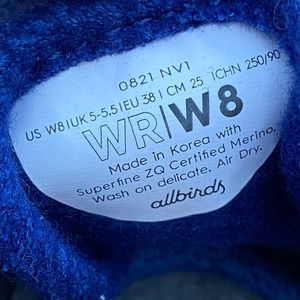 0821 NV1
US W8|UK 5-5.5|EU 38| CM 25 |CHN 250/90
WR/W8
Made in Korea with
Superfine ZQ Certified Merino.
Wash on delicate. Air Dry.
allbirds